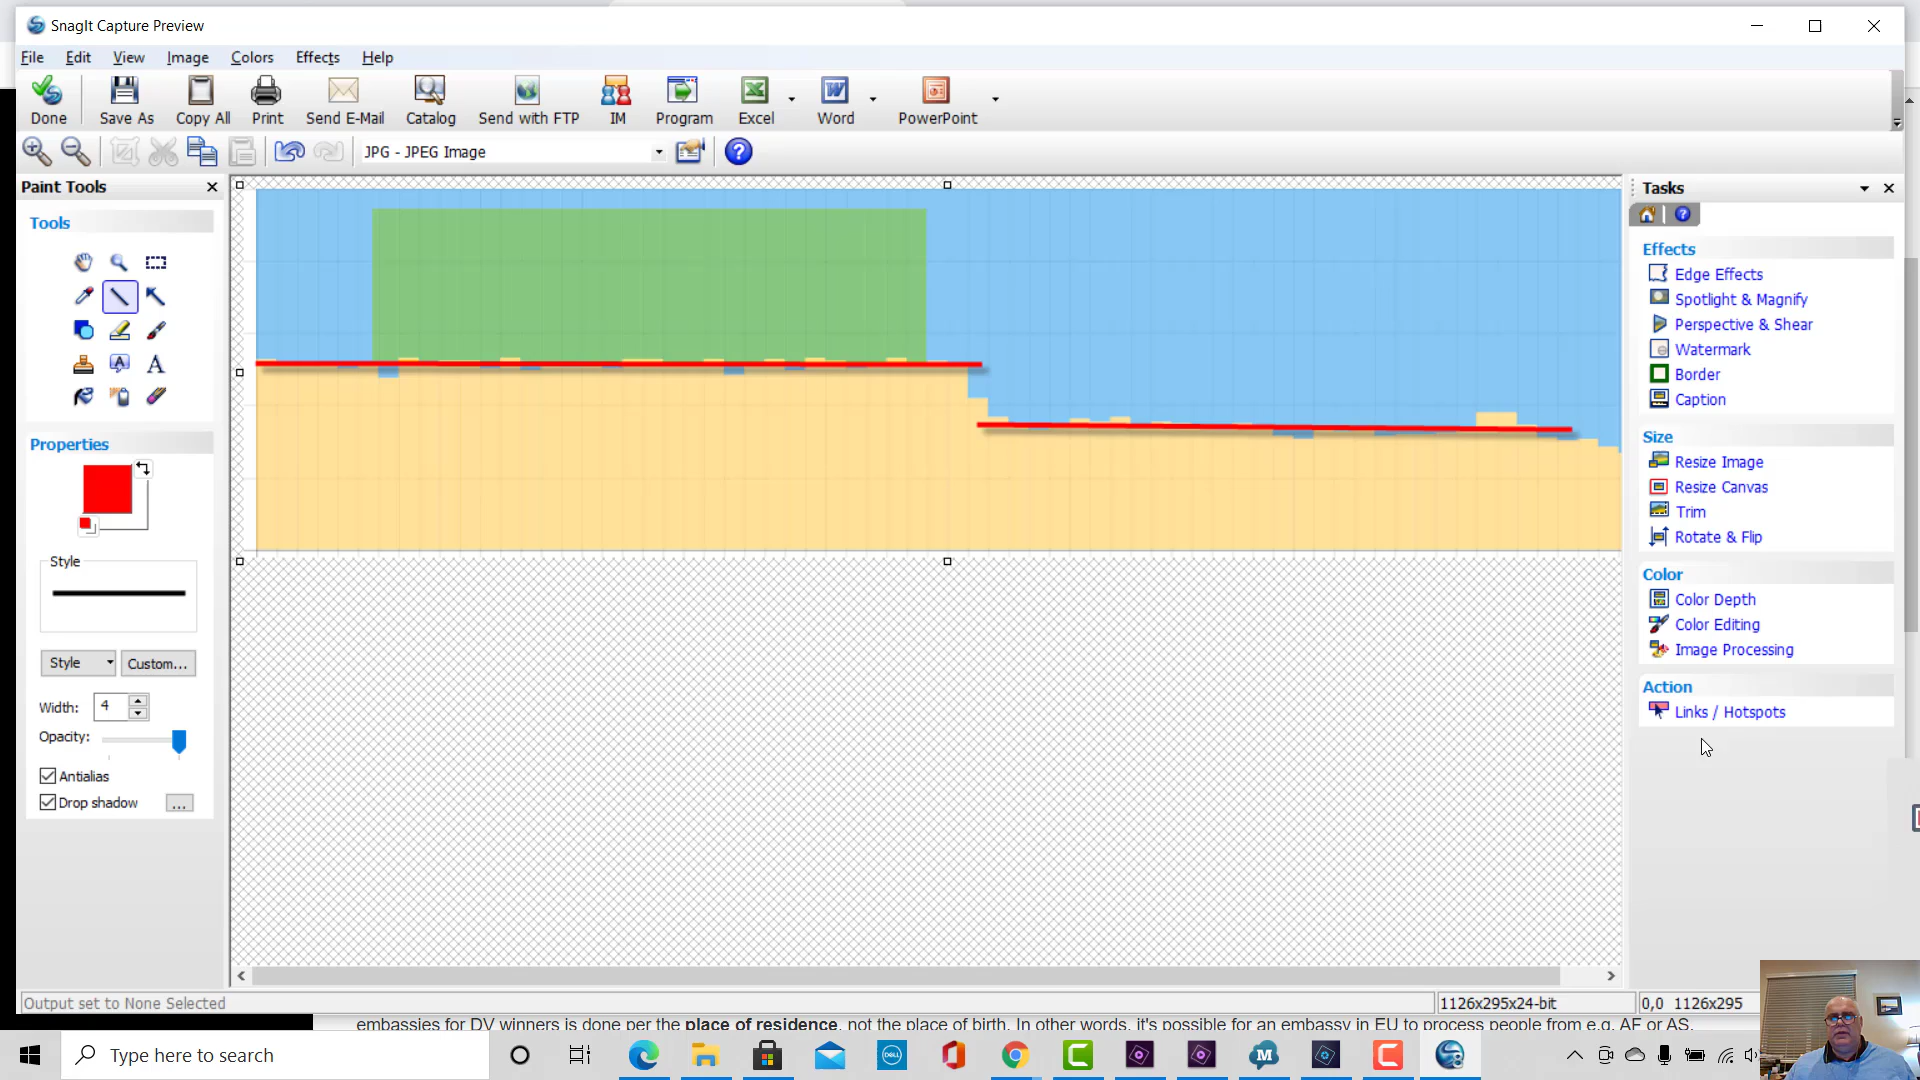 SnagIt Capture Preview
File Edit View Image Colors Effects Help
Done Save As Copy All Print Send E-Mail Catalog Send with FTP IM Program Excel Word PowerPoint
JPG - JPEG Image
Paint Tools
Tools
Properties
Style
Style Custom...
Width: 4
Opacity:
Antialias
Drop shadow ...
Tasks
Effects
Edge Effects
Spotlight & Magnify
Perspective & Shear
Watermark
Border
Caption
Size
Resize Image
Resize Canvas
Trim
Rotate & Flip
Color
Color Depth
Color Editing
Image Processing
Action
Links / Hotspots
Output set to None Selected 1126x295x24-bit 0,0 1126x295
embassies for DV winners is done per the place of residence, not the place of birth. In other words, it's possible for an embassy in EU to process people from e.g. AF or AS.
Type here to search
DELL